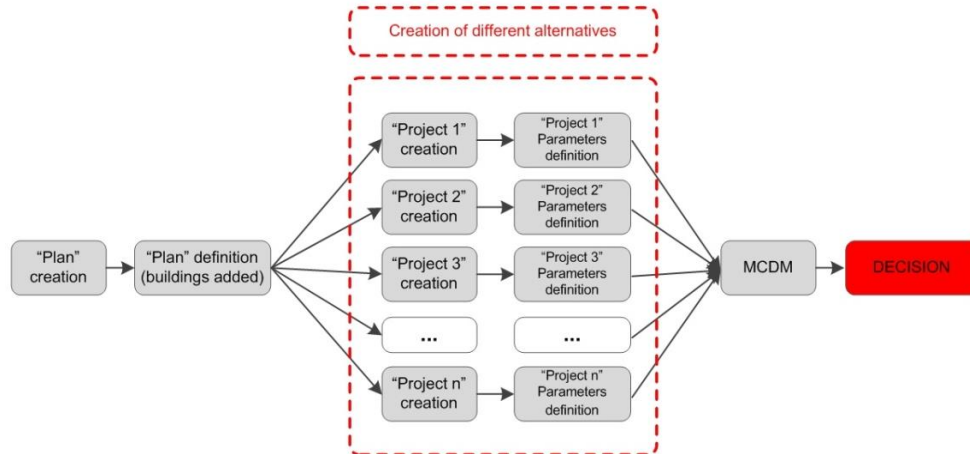 Creation of different alternatives
“Project 1”
creation
“Project 1”
Parameters
definition
“Project 2”
creation
“Project 2”
Parameters
definition
“Plan”
creation
“Plan” definition
(buildings added)
“Project 3”
creation
“Project 3”
Parameters
definition
MCDM
DECISION
...
...
“Project n”
creation
“Project n”
Parameters
definition